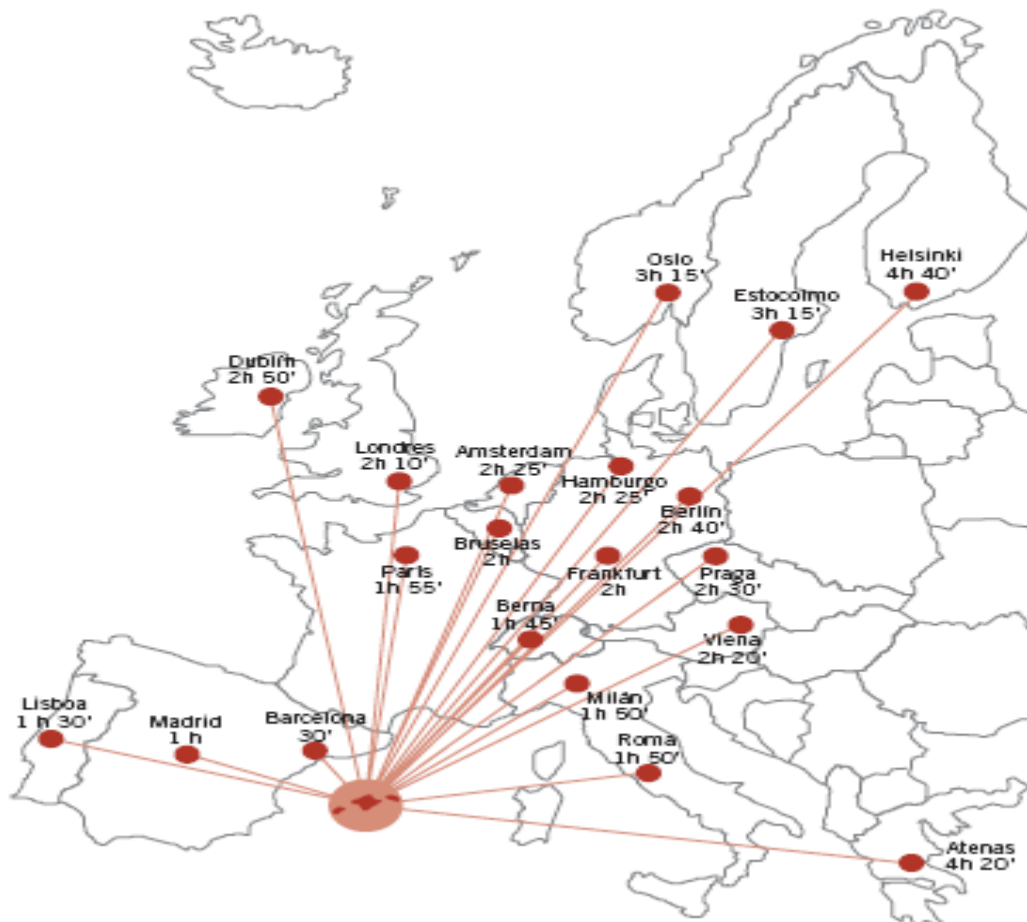 Oslo
3h 15'
Helsinki
4h 40'
Estocolmo
3h 15'
Dublín
2h 50'
Londres
2h 10'
Amsterdam
2h 25'
Hamburgo
2h 25'
Berlín
2h 40'
Bruselas
2h
París
1h 55'
Frankfurt
2h
Praga
2h 30'
Berna
1h 45'
Viena
2h 20'
Milán
1h 50'
Lisboa
1 h 30'
Madrid
1 h
Barcelona
30'
Roma
1h 50'
Atenas
4h 20'